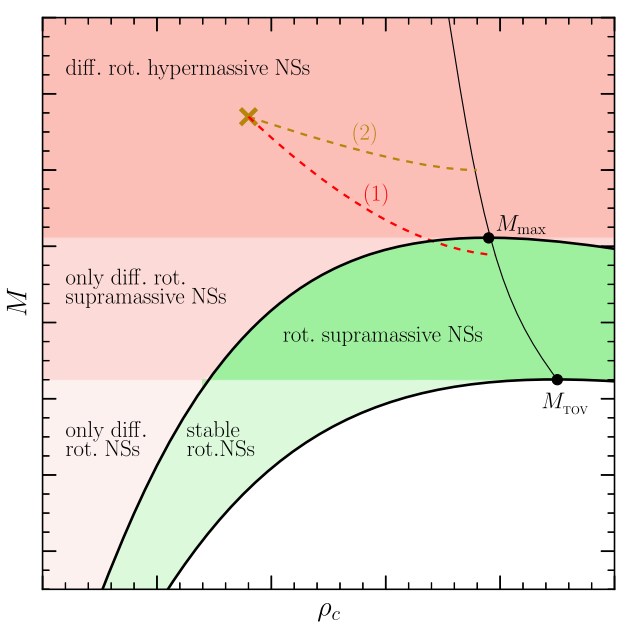 diff. rot. hypermassive NSs
(2)
(1)
M_max
only diff. rot.
supramassive NSs
M
rot. supramassive NSs
M_TOV
only diff.
rot. NSs
stable
rot.NSs
ρ_c